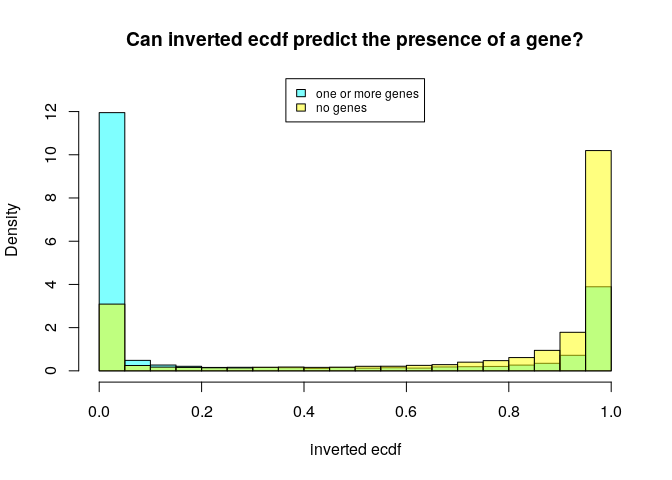 Can inverted ecdf predict the presence of a gene?
one or more genes
no genes
12
10
8
6
4
2
0
Density
0.0 0.2 0.4 0.6 0.8 1.0
inverted ecdf